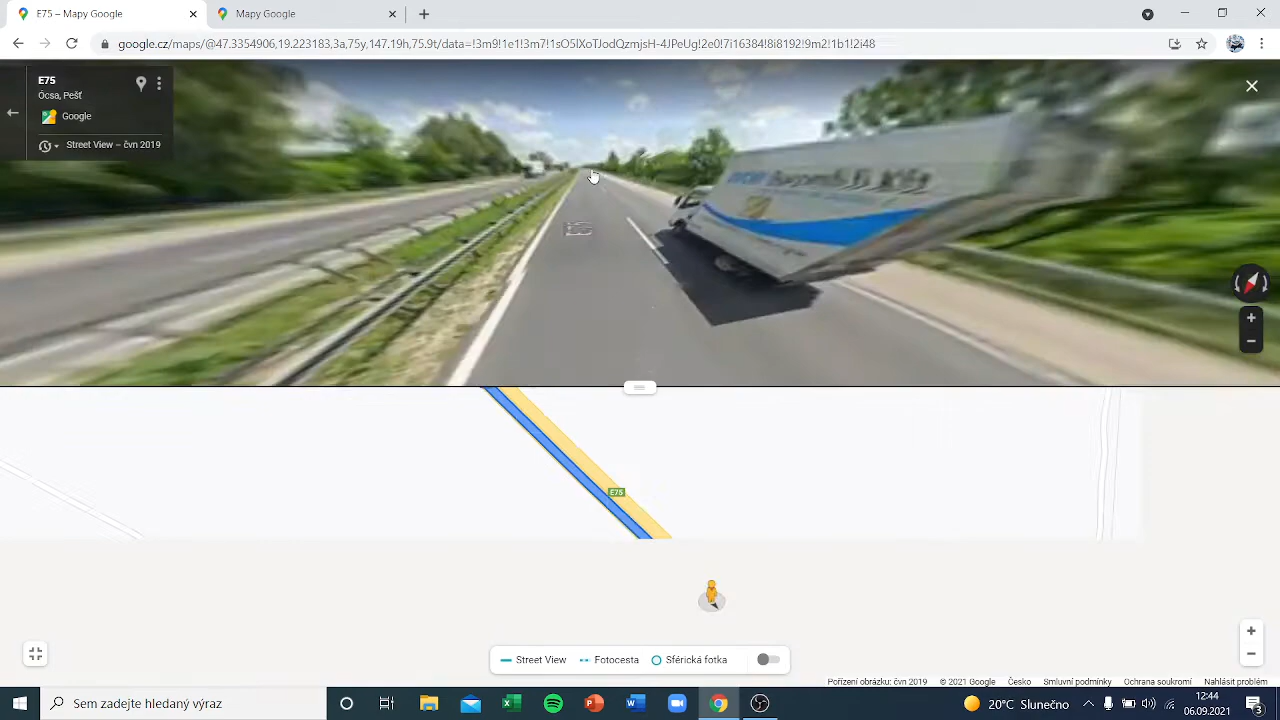 E75 – Mapy Google
Mapy Google
google.cz/maps/@47.3354906,19.223183,3a,75y,147.19h,75.9t/data=!3m9!1e1!3m7!1sO5lXoTJodQzmjsH-4JPeUg!2e0!7i16384!8i8192!9m2!1b1!2i48
E75
Ócsa, Pešť
Google
Street View – čvn 2019
E75
E75
Street View
Fotocesta
Sférická fotka
Pořízení obrázku: čvn 2019
© 2021 Google
Česko
Smluvní podmínky
Ochrana soukromí
Nahlásit problém
Sem zadejte hledaný výraz
20°C Slunečno
12:44
06.09.2021